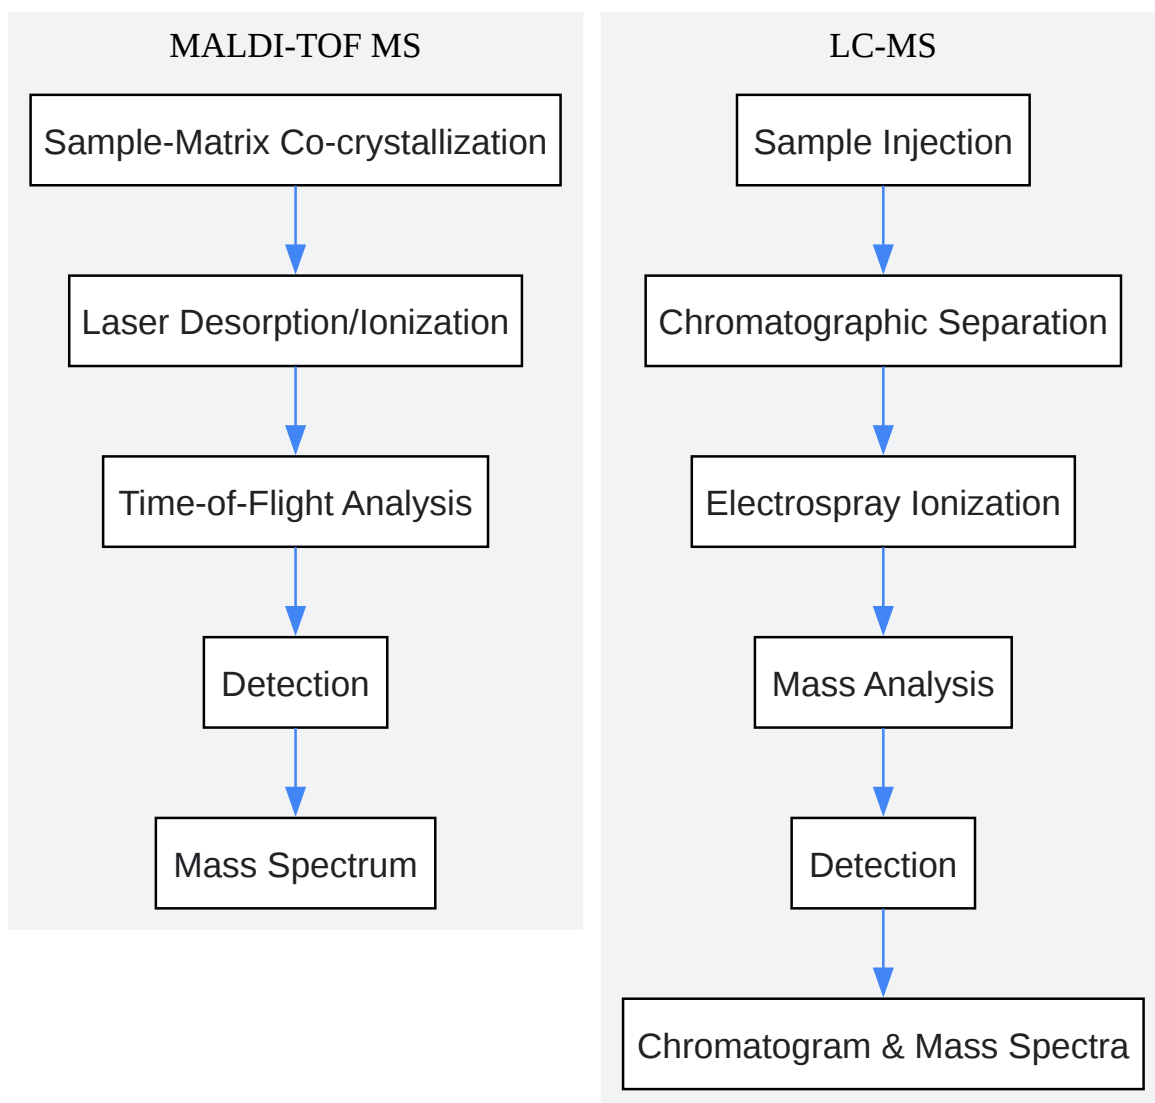 MALDI-TOF MS
Sample-Matrix Co-crystallization
Laser Desorption/Ionization
Time-of-Flight Analysis
Detection
Mass Spectrum
LC-MS
Sample Injection
Chromatographic Separation
Electrospray Ionization
Mass Analysis
Detection
Chromatogram & Mass Spectra